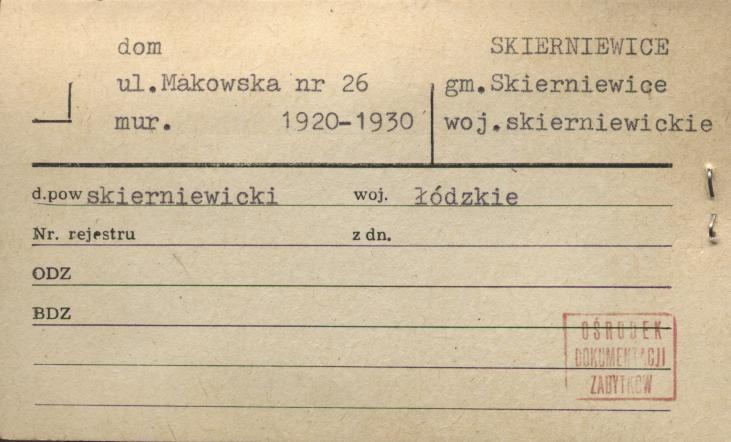 dom
ul.Makowska nr 26
mur. 1920-1930
SKIERNIEWICE
gm.Skierniewice
woj.skierniewickie
d.pow skierniewicki woj. łódzkie
Nr. rejestru z dn.
ODZ
BDZ
OŚRODEK
DOKUMENTACJI
ZABYTKÓW